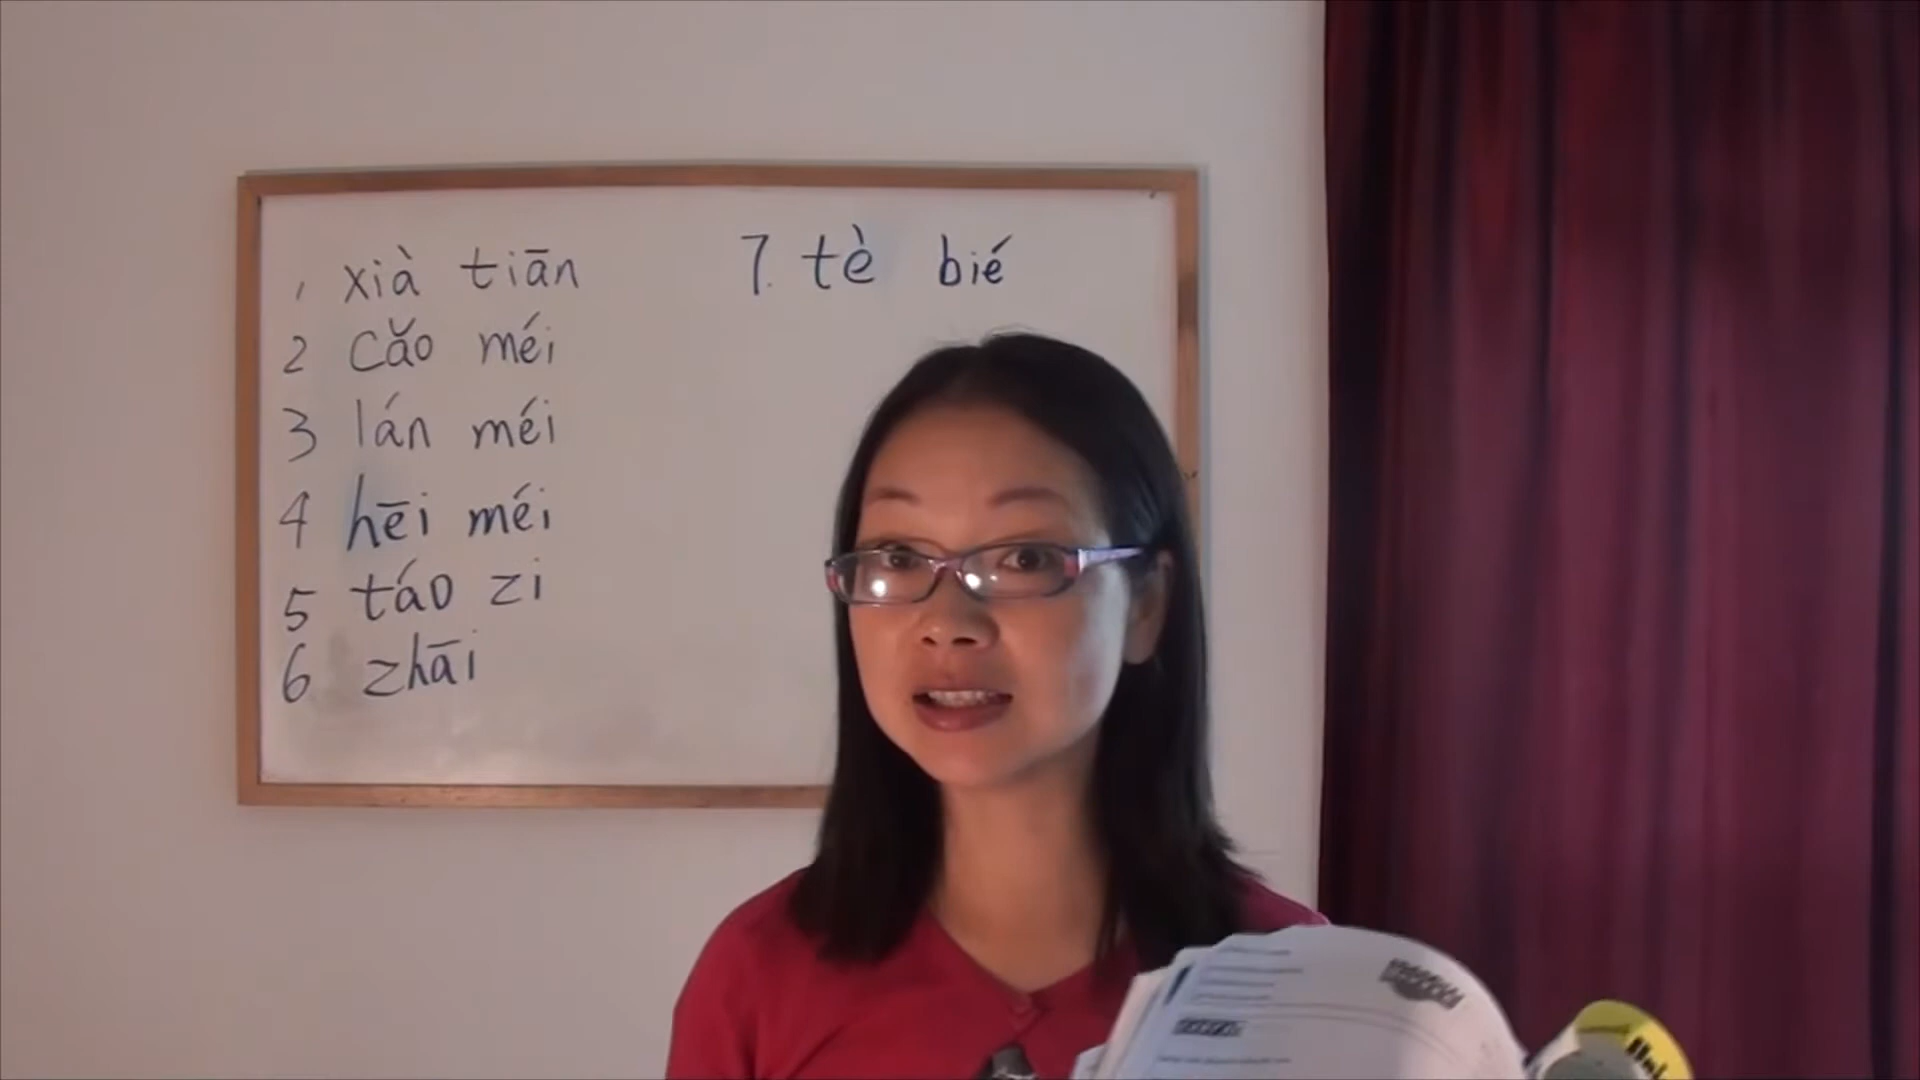 1 xià tiān
2 cǎo méi
3 lán méi
4 hēi méi
5 táo zi
6 zhāi
7. tè bié